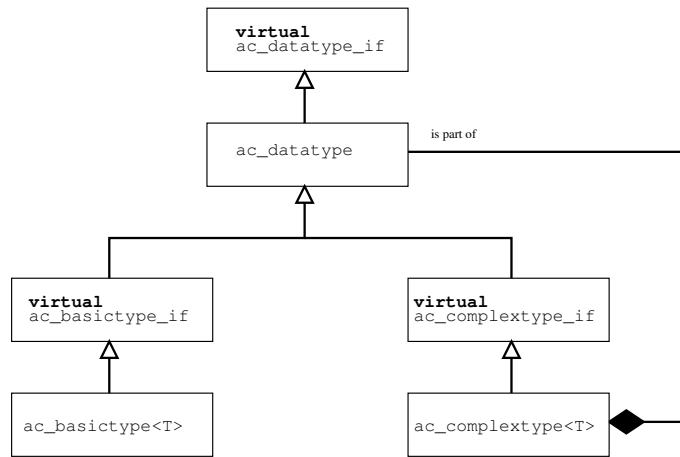 virtual
ac_datatype_if
ac_datatype
is part of
virtual
ac_basictype_if
virtual
ac_complextype_if
ac_basictype<T>
ac_complextype<T>